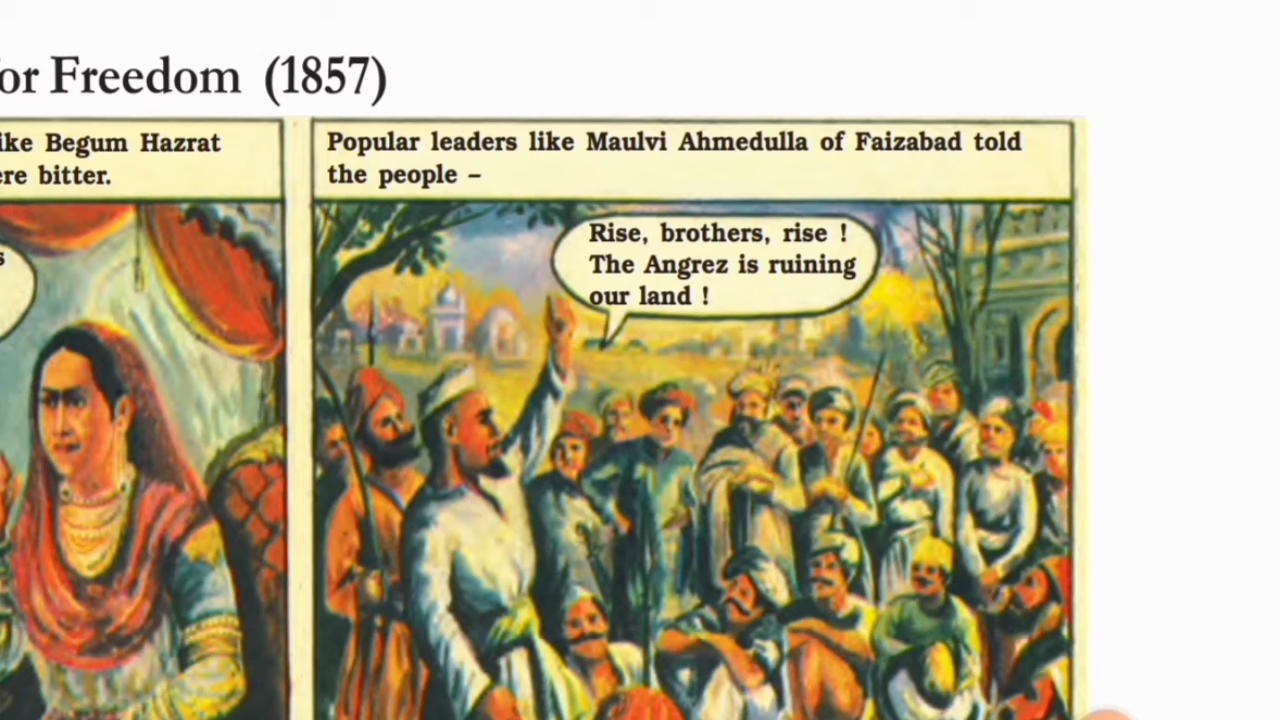 or Freedom (1857)
ike Begum Hazrat
ere bitter.
Popular leaders like Maulvi Ahmedulla of Faizabad told
the people –
s
Rise, brothers, rise !
The Angrez is ruining
our land !